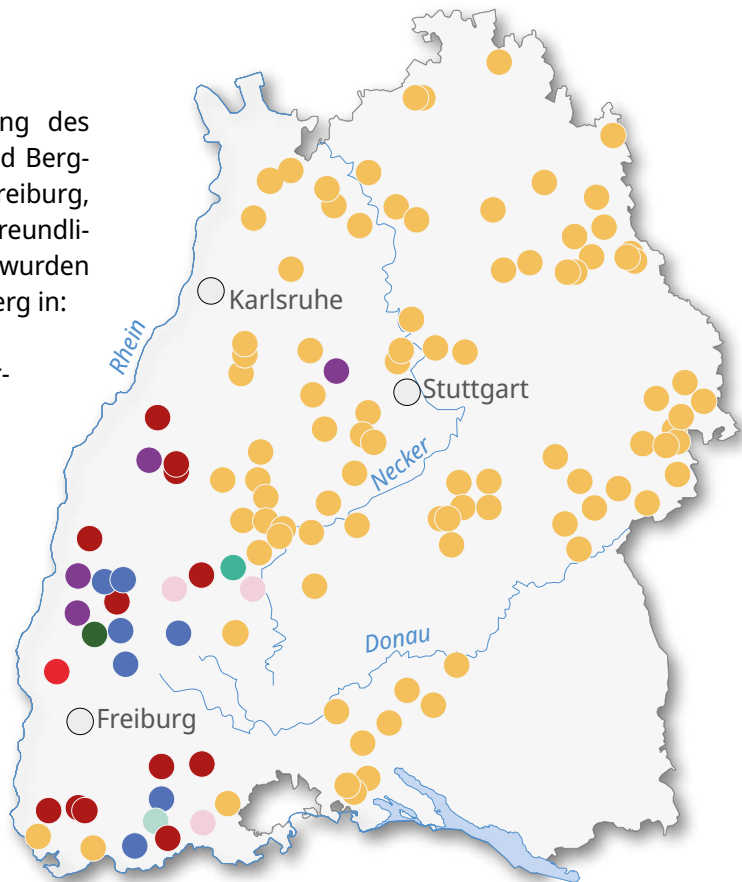 ng des
d Berg-
reiburg,
reundli-
wurden
erg in:
Karlsruhe
Rhein
r-
Stuttgart
Necker
Donau
Freiburg